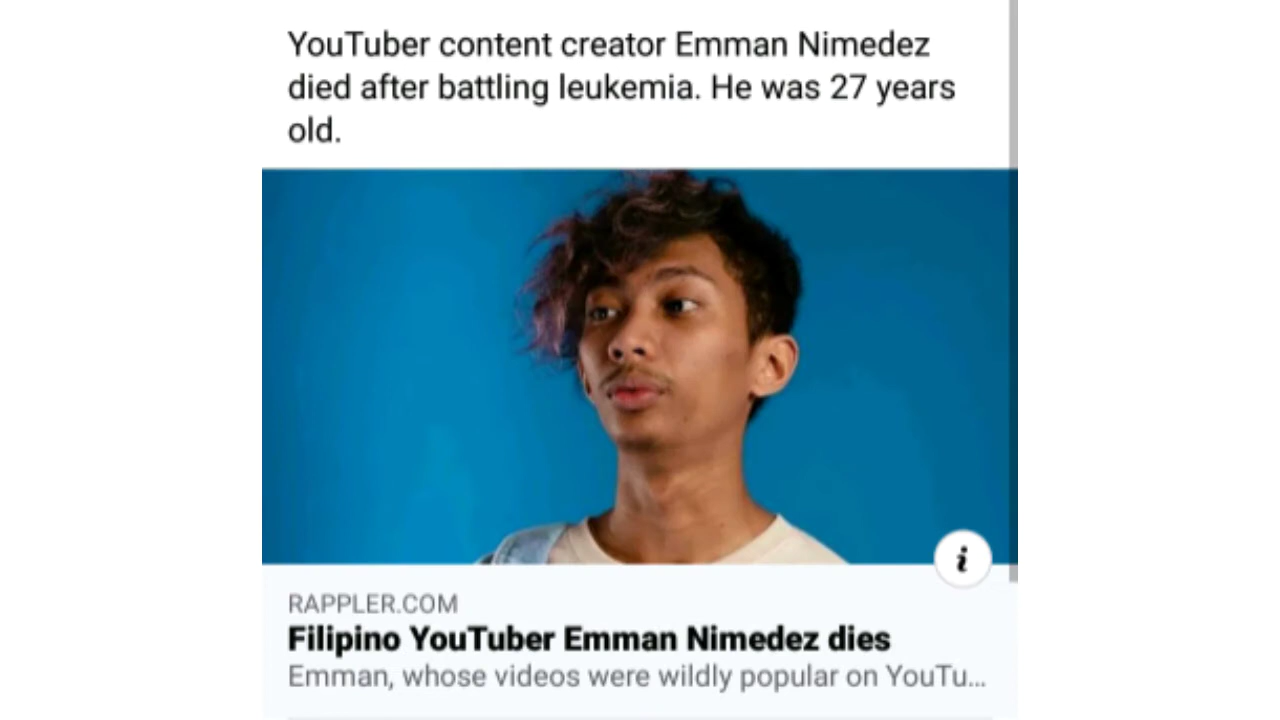 YouTuber content creator Emman Nimedez
died after battling leukemia. He was 27 years
old.
i
RAPPLER.COM
Filipino YouTuber Emman Nimedez dies
Emman, whose videos were wildly popular on YouTu...